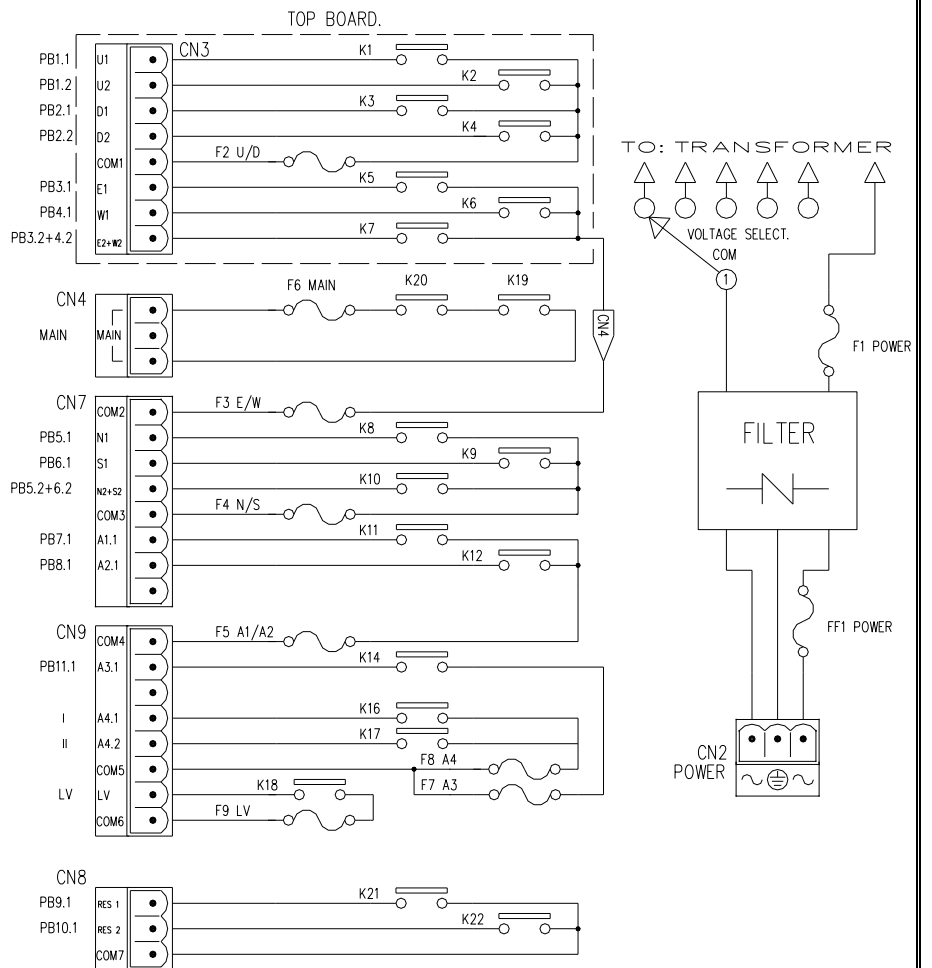 TOP BOARD.
CN3
PB1.1 U1 K1
PB1.2 U2 K2
PB2.1 D1 K3
PB2.2 D2 K4
COM1 F2 U/D
PB3.1 E1 K5
PB4.1 W1 K6
PB3.2+4.2 E2+W2 K7
CN4
MAIN MAIN F6 MAIN K20 K19
CN4
CN7
COM2 F3 E/W
PB5.1 N1 K8
PB6.1 S1 K9
PB5.2+6.2 N2+S2 K10
COM3 F4 N/S
PB7.1 A1.1 K11
PB8.1 A2.1 K12
CN9
COM4 F5 A1/A2
PB11.1 A3.1 K14
I A4.1 K16
II A4.2 K17
COM5 F8 A4
F7 A3
LV LV K18
COM6 F9 LV
CN8
PB9.1 RES 1 K21
PB10.1 RES 2 K22
COM7
TO: TRANSFORMER
VOLTAGE SELECT.
COM
1
F1 POWER
FILTER
N
FF1 POWER
CN2
POWER